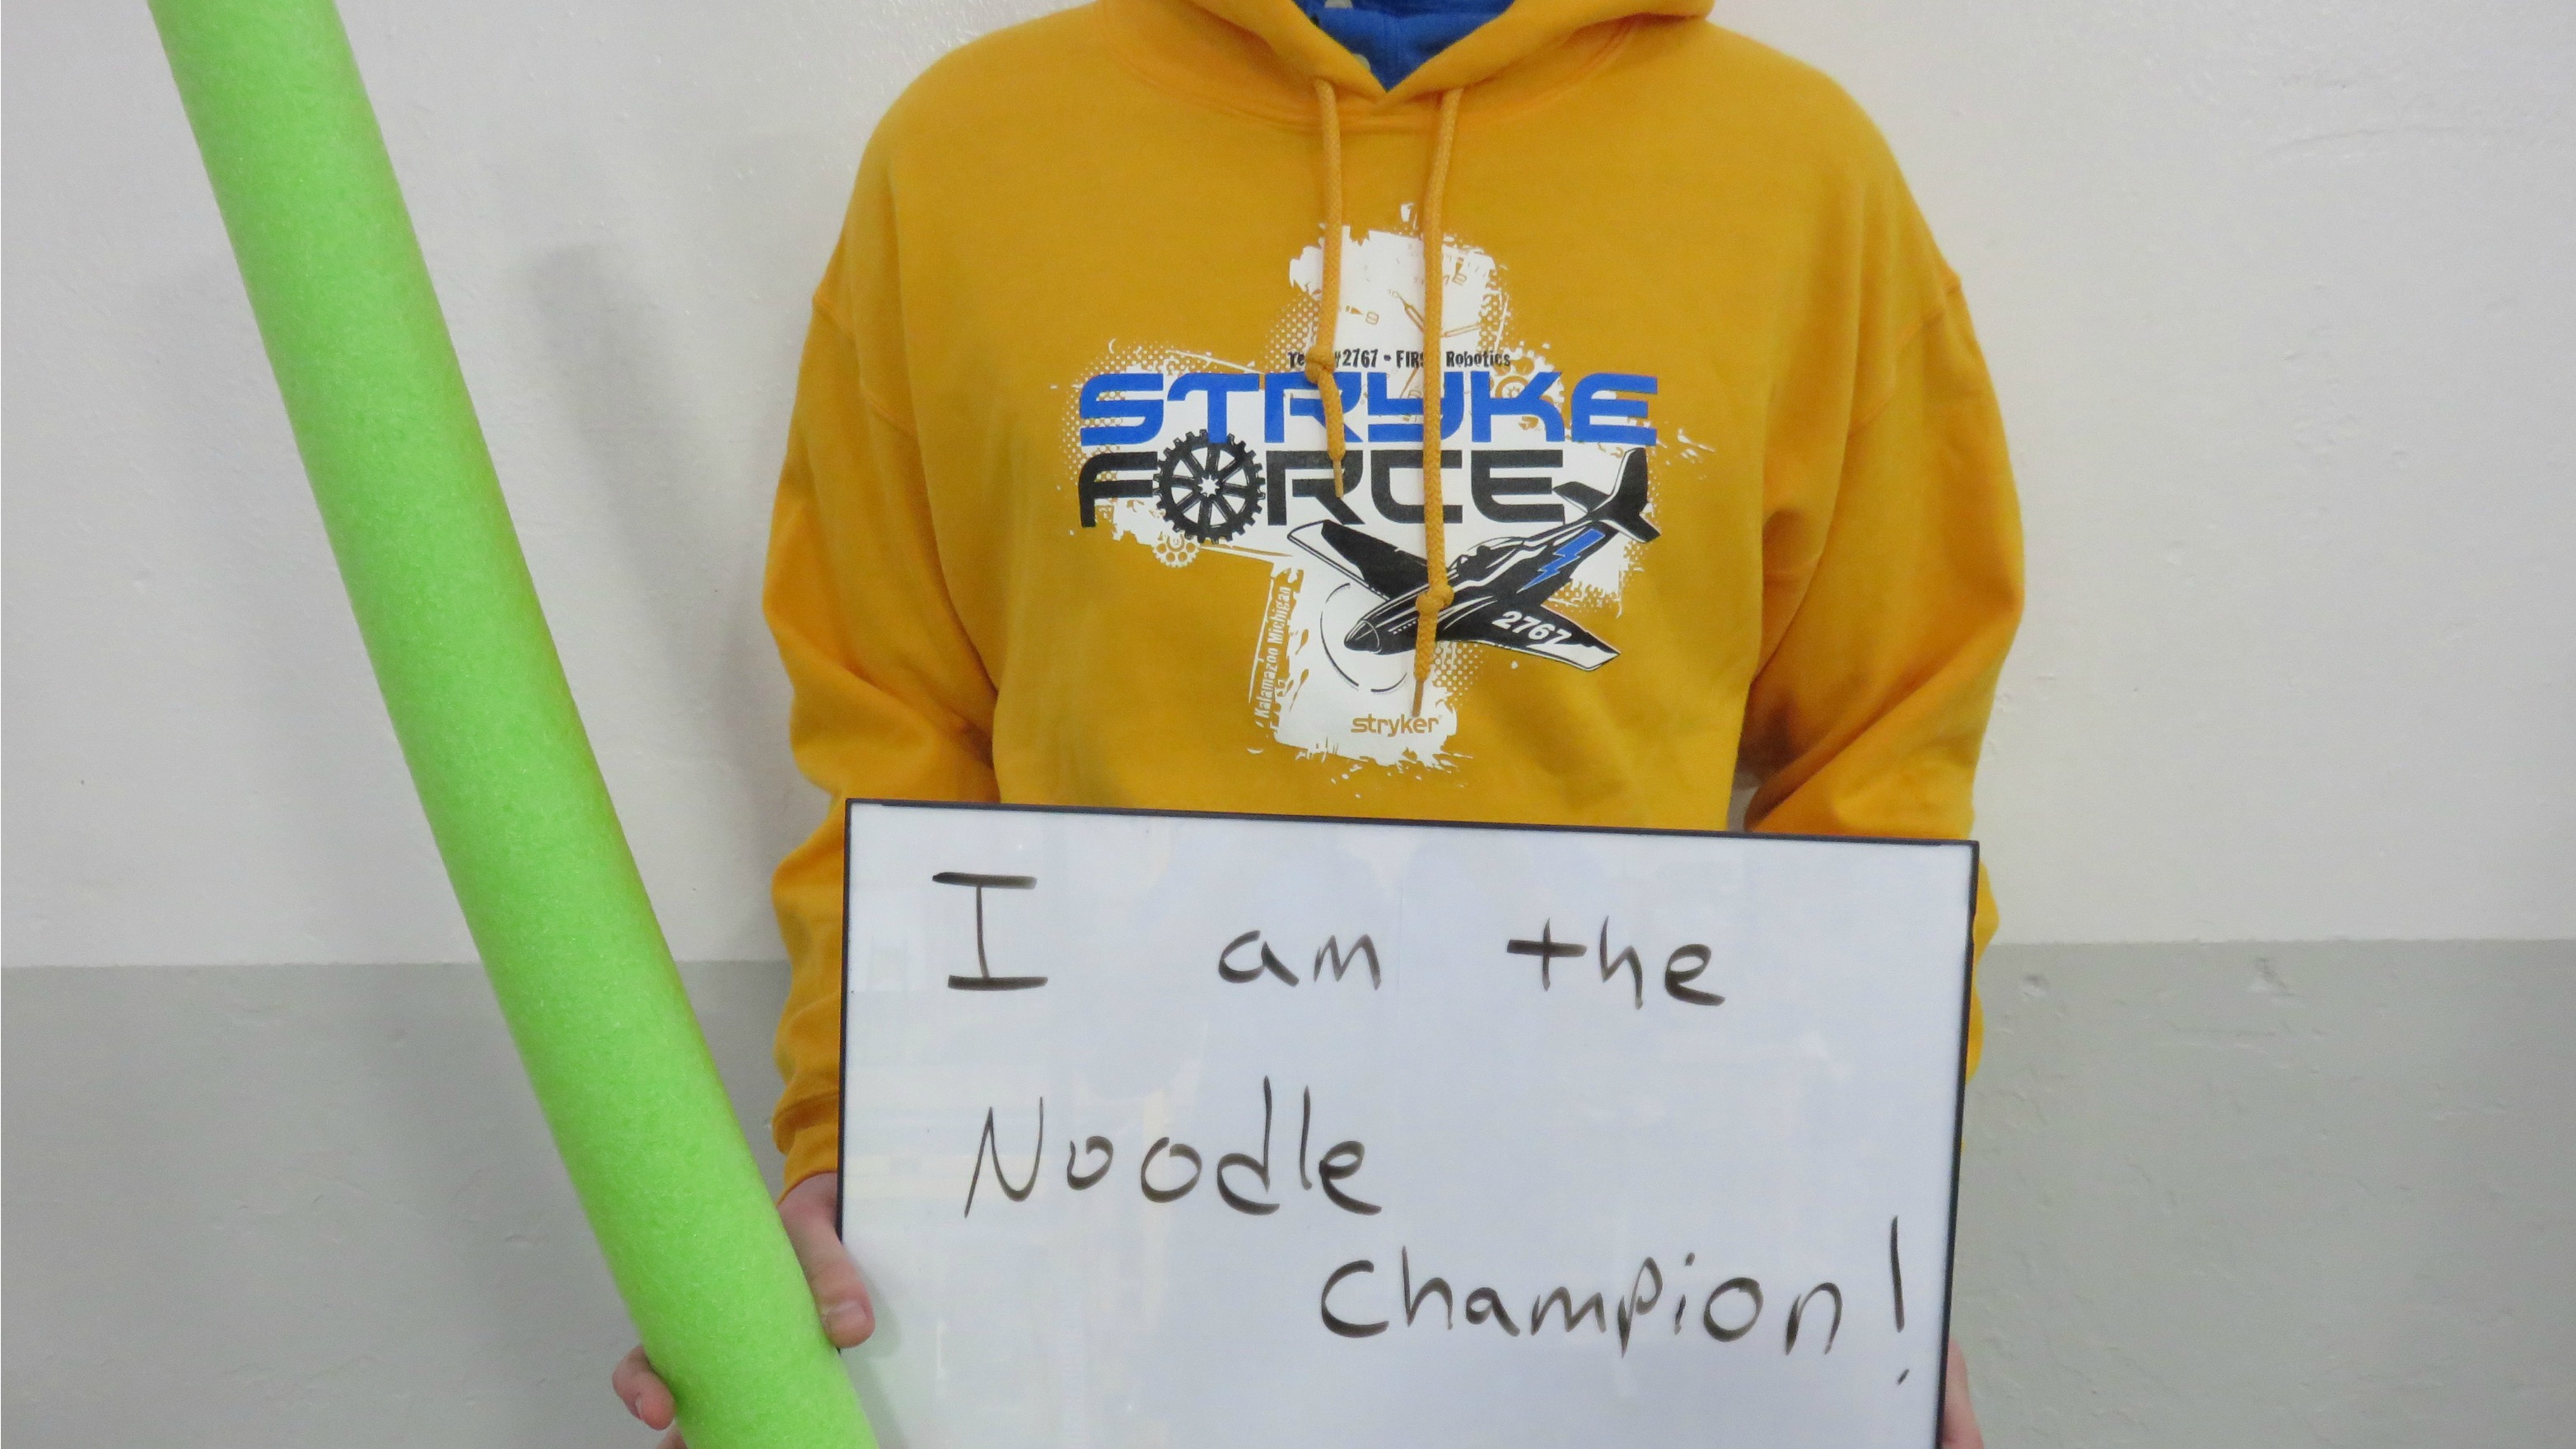 #2767 • FIRST Robotics
STRYKE
FORCE
2767
Kalamazoo Michigan
stryker
I am the
Noodle
champion!